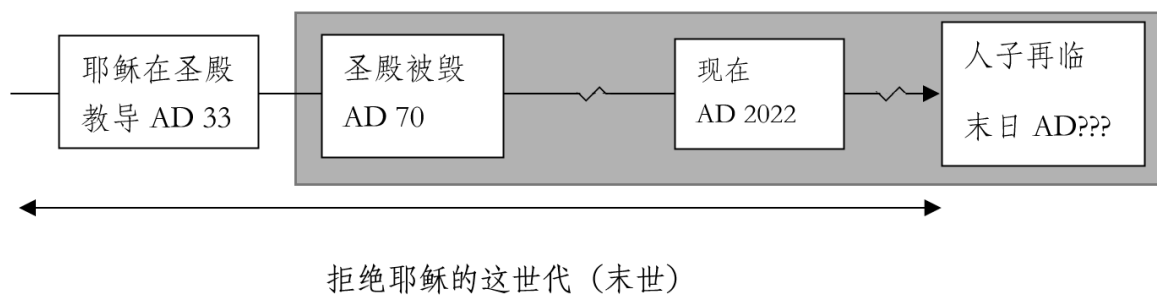 耶稣在圣殿
教导 AD 33
圣殿被毁
AD 70
现在
AD 2022
人子再临
末日 AD???
拒绝耶稣的这世代（末世）